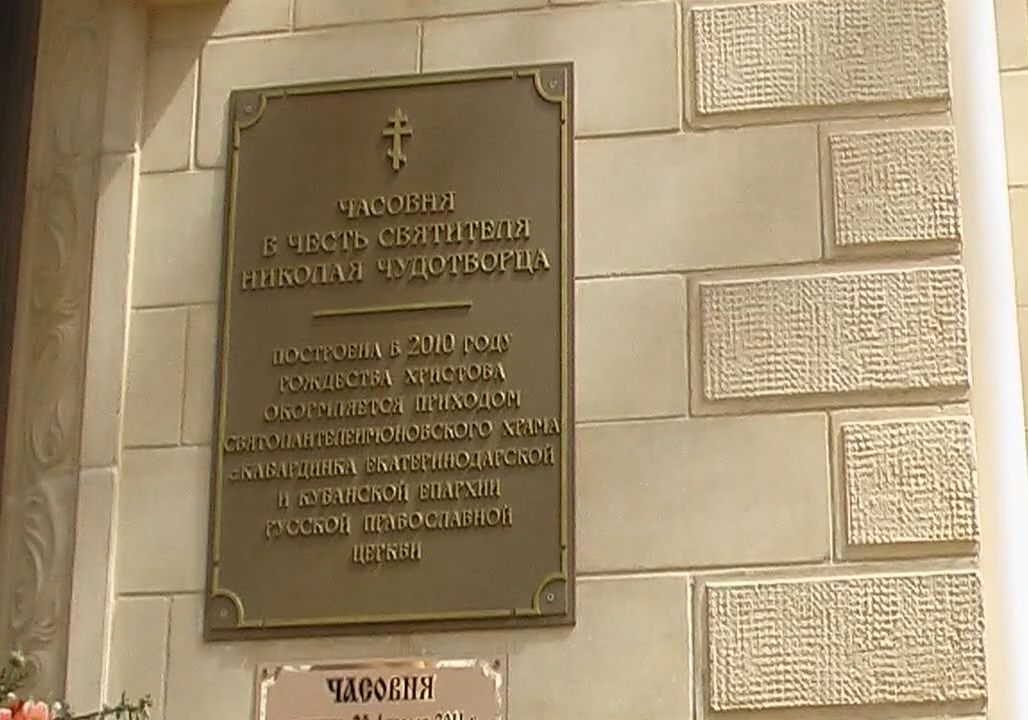 ЧАСОВНЯ
В ЧЕСТЬ СВЯТИТЕЛЯ
НИКОЛАЯ ЧУДОТВОРЦА
ПОСТРОЕНА В 2010 ГОДУ
РОЖДЕСТВА ХРИСТОВА
ОКОРМЛЯЕТСЯ ПРИХОДОМ
СВЯТОПАНТЕЛЕИМОНОВСКОГО ХРАМА
с.КАБАРДИНКА ЕКАТЕРИНОДАРСКОЙ
И КУБАНСКОЙ ЕПАРХИИ
РУССКОЙ ПРАВОСЛАВНОЙ
ЦЕРКВИ
ЧАСОВНЯ